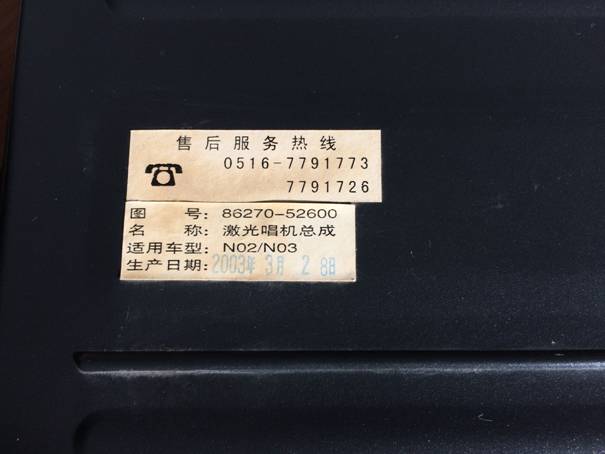 售后服务热线
0516-7791773
7791726
图 号: 86270-52600
名 称: 激光唱机总成
适用车型: N02/N03
生产日期: 2003年 3月 2 8日